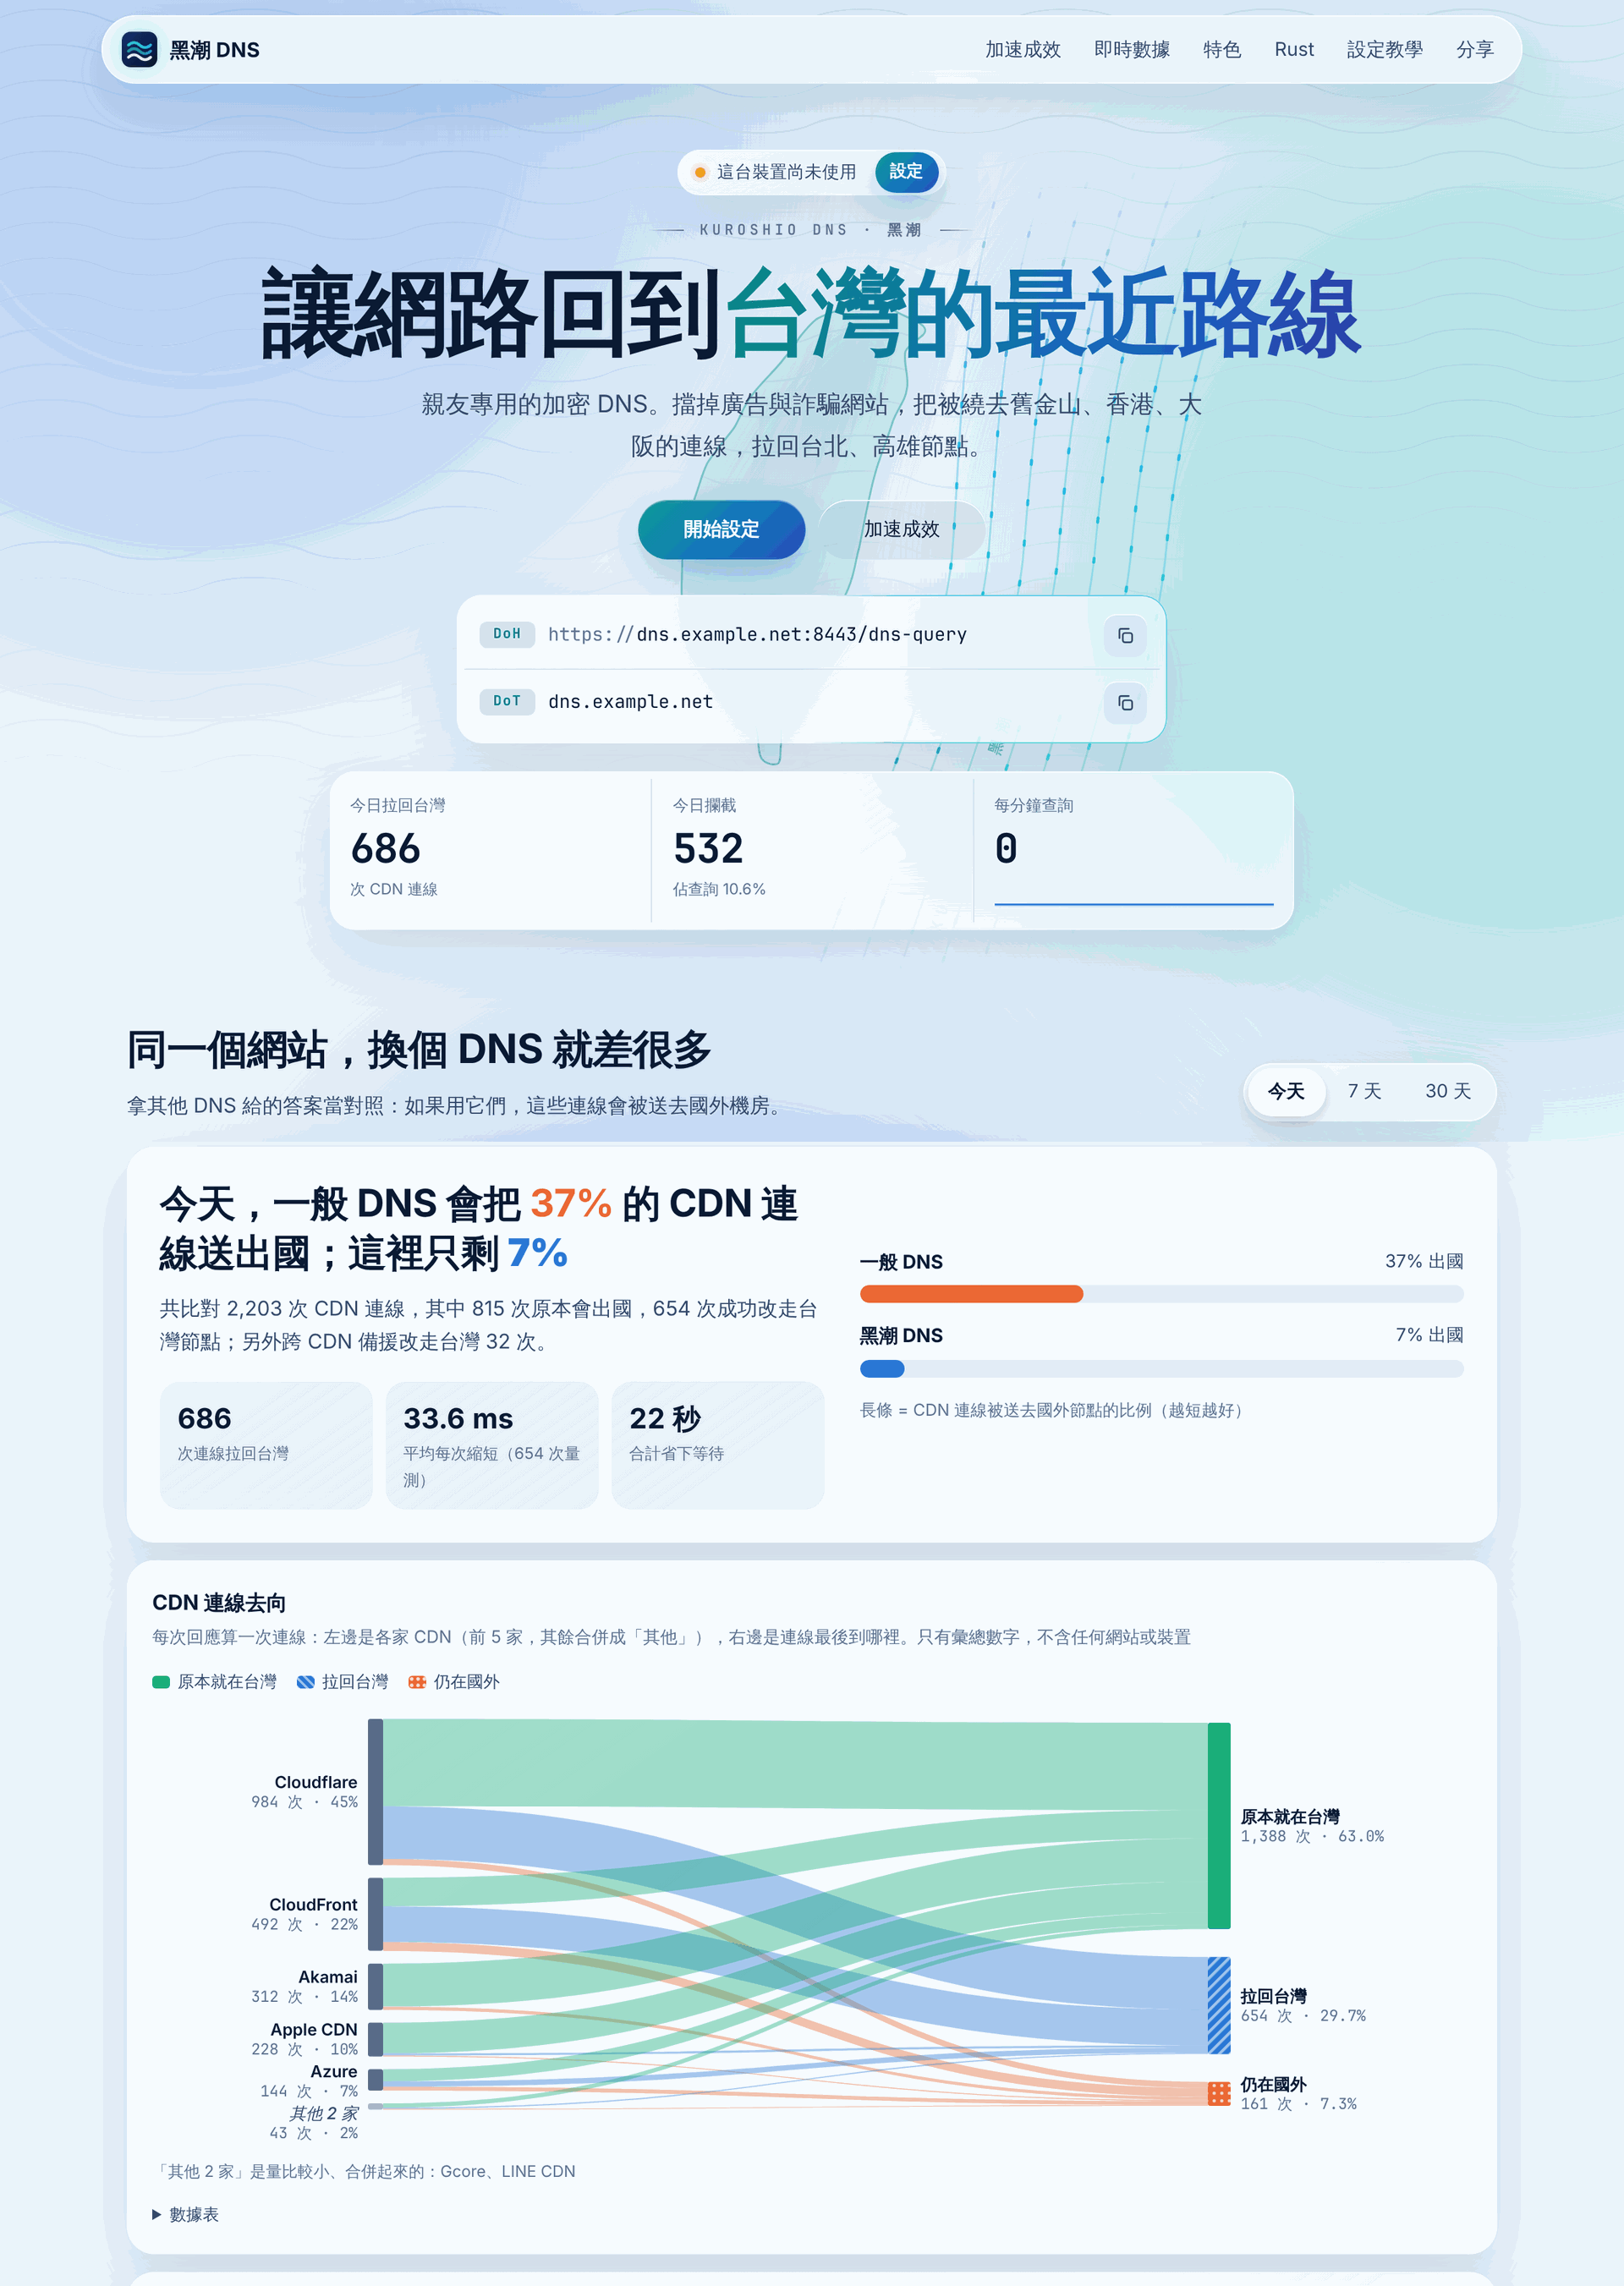 黑潮 DNS
加速成效
即時數據
特色
Rust
設定教學
分享
這台裝置尚未使用
設定
KUROSHIO DNS · 黑潮
讓網路回到台灣的最近路線
親友專用的加密 DNS。擋掉廣告與詐騙網站，把被繞去舊金山、香港、大
阪的連線，拉回台北、高雄節點。
開始設定
加速成效
DoH https://dns.example.net:8443/dns-query
DoT dns.example.net
今日拉回台灣
686
次 CDN 連線
今日攔截
532
佔查詢 10.6%
每分鐘查詢
0
同一個網站，換個 DNS 就差很多
拿其他 DNS 給的答案當對照：如果用它們，這些連線會被送去國外機房。
今天
7 天
30 天
今天，一般 DNS 會把 37% 的 CDN 連
線送出國；這裡只剩 7%
共比對 2,203 次 CDN 連線，其中 815 次原本會出國，654 次成功改走台
灣節點；另外跨 CDN 備援改走台灣 32 次。
686
次連線拉回台灣
33.6 ms
平均每次縮短（654 次量
測）
22 秒
合計省下等待
一般 DNS
37% 出國
黑潮 DNS
7% 出國
長條 = CDN 連線被送去國外節點的比例（越短越好）
CDN 連線去向
每次回應算一次連線：左邊是各家 CDN（前 5 家，其餘合併成「其他」），右邊是連線最後到哪裡。只有彙總數字，不含任何網站或裝置
原本就在台灣
拉回台灣
仍在國外
Cloudflare
984 次 · 45%
CloudFront
492 次 · 22%
Akamai
312 次 · 14%
Apple CDN
228 次 · 10%
Azure
144 次 · 7%
其他 2 家
43 次 · 2%
原本就在台灣
1,388 次 · 63.0%
拉回台灣
654 次 · 29.7%
仍在國外
161 次 · 7.3%
「其他 2 家」是量比較小、合併起來的：Gcore、LINE CDN
▶ 數據表